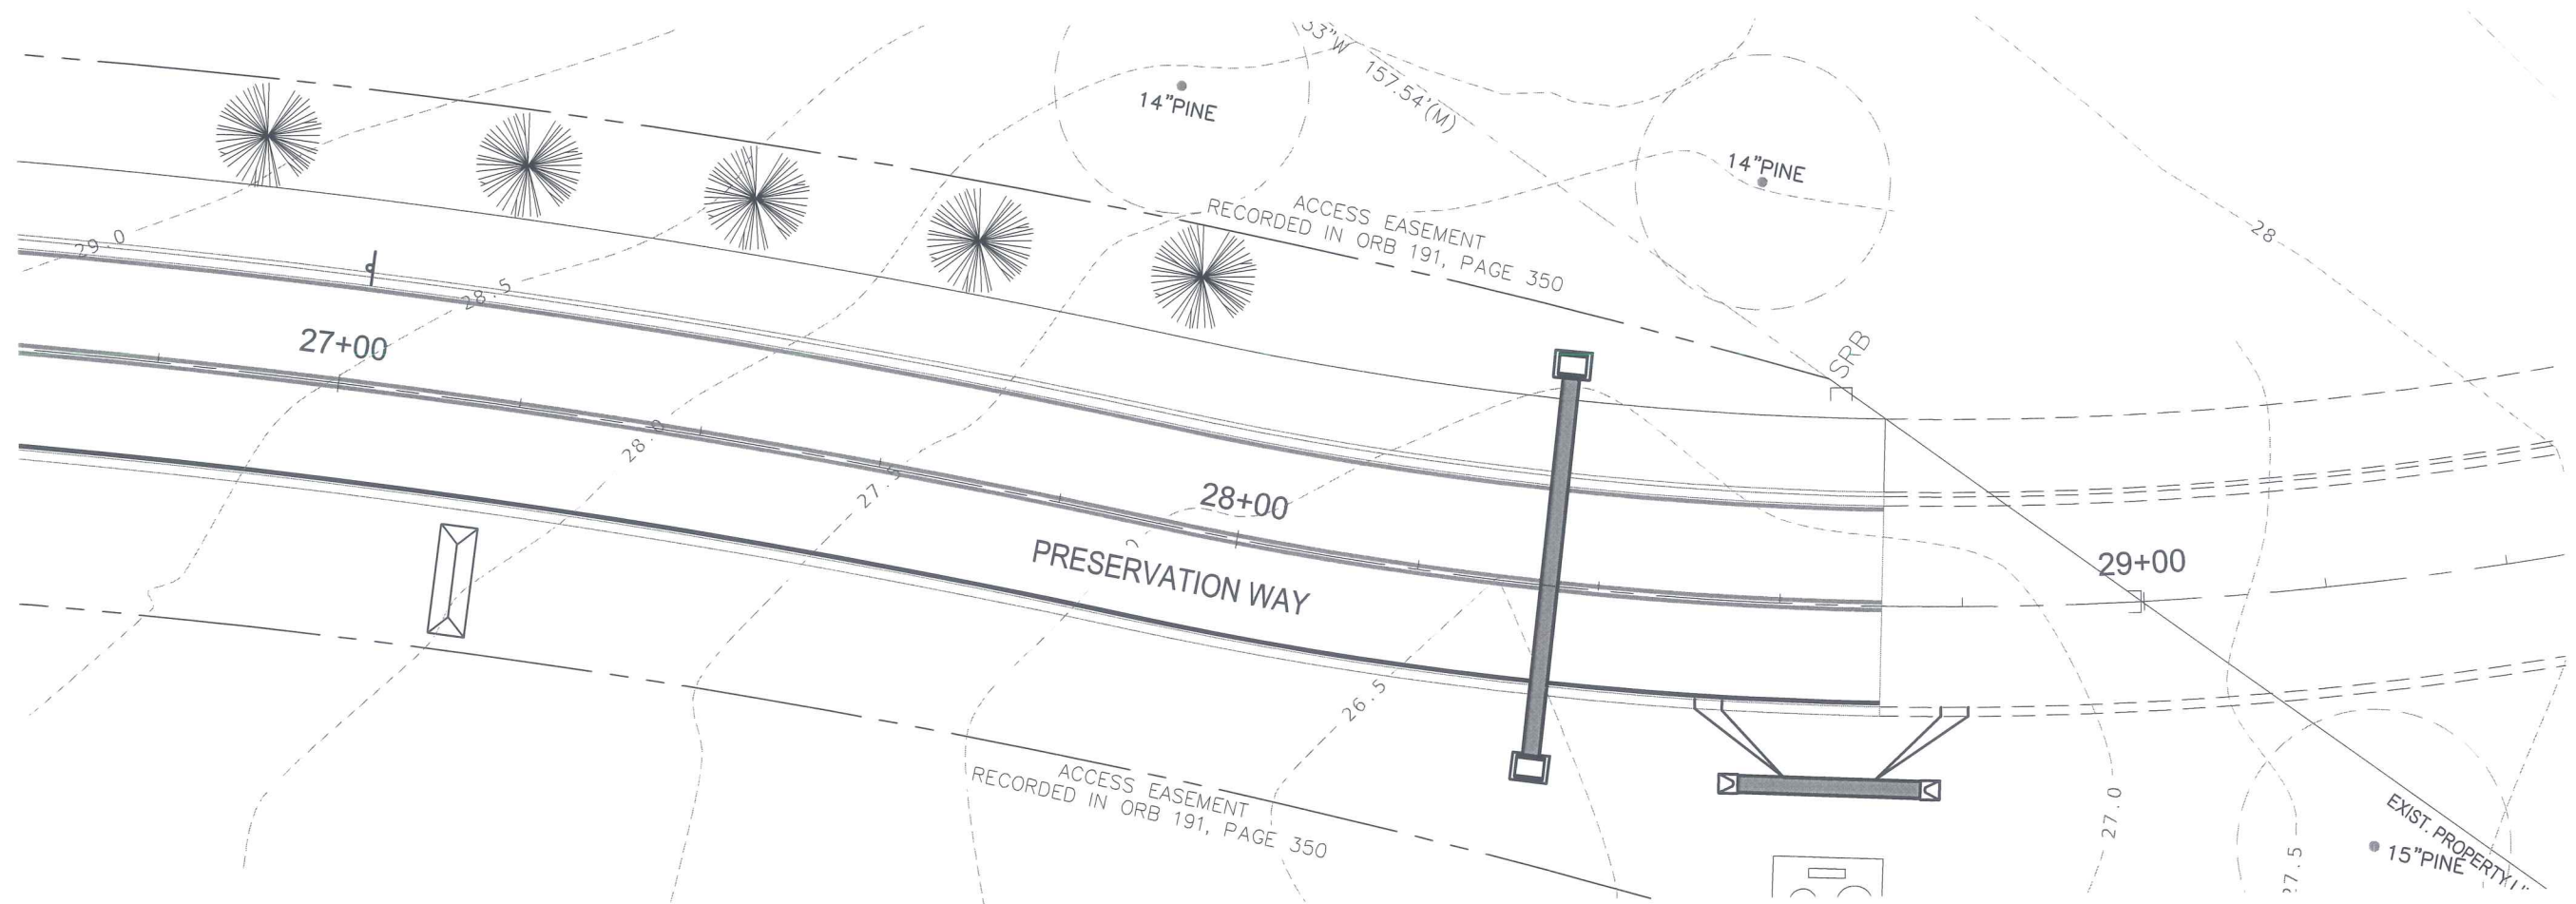 33"W
157.54'(M)
14"PINE
14"PINE
ACCESS EASEMENT
RECORDED IN ORB 191, PAGE 350
28
29.0
28.5
27+00
SRB
28.0
27.5
28+00
PRESERVATION WAY
29+00
26.5
ACCESS EASEMENT
RECORDED IN ORB 191, PAGE 350
27.0
EXIST. PROPERTY
15"PINE
27.5